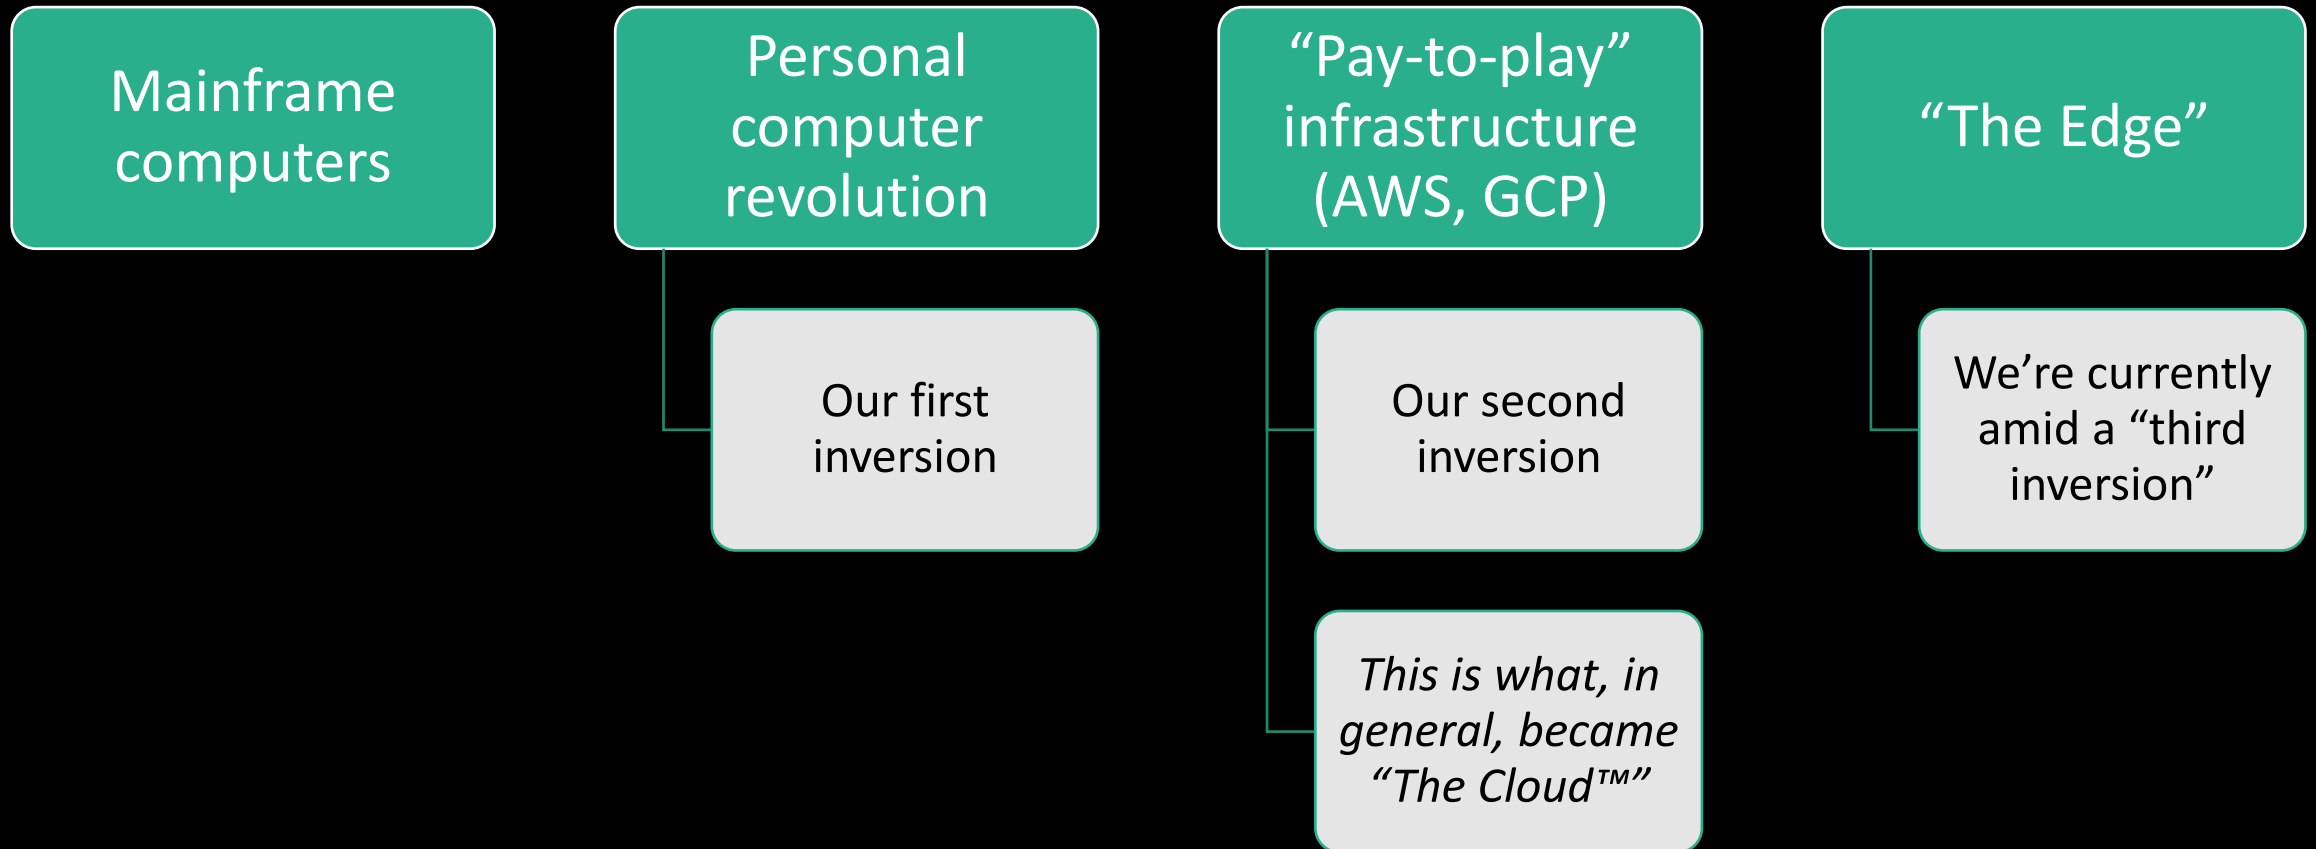 Mainframe
computers
Personal
computer
revolution
Our first
inversion
“Pay-to-play”
infrastructure
(AWS, GCP)
Our second
inversion
This is what, in
general, became
“The Cloud™”
“The Edge”
We’re currently
amid a “third
inversion”